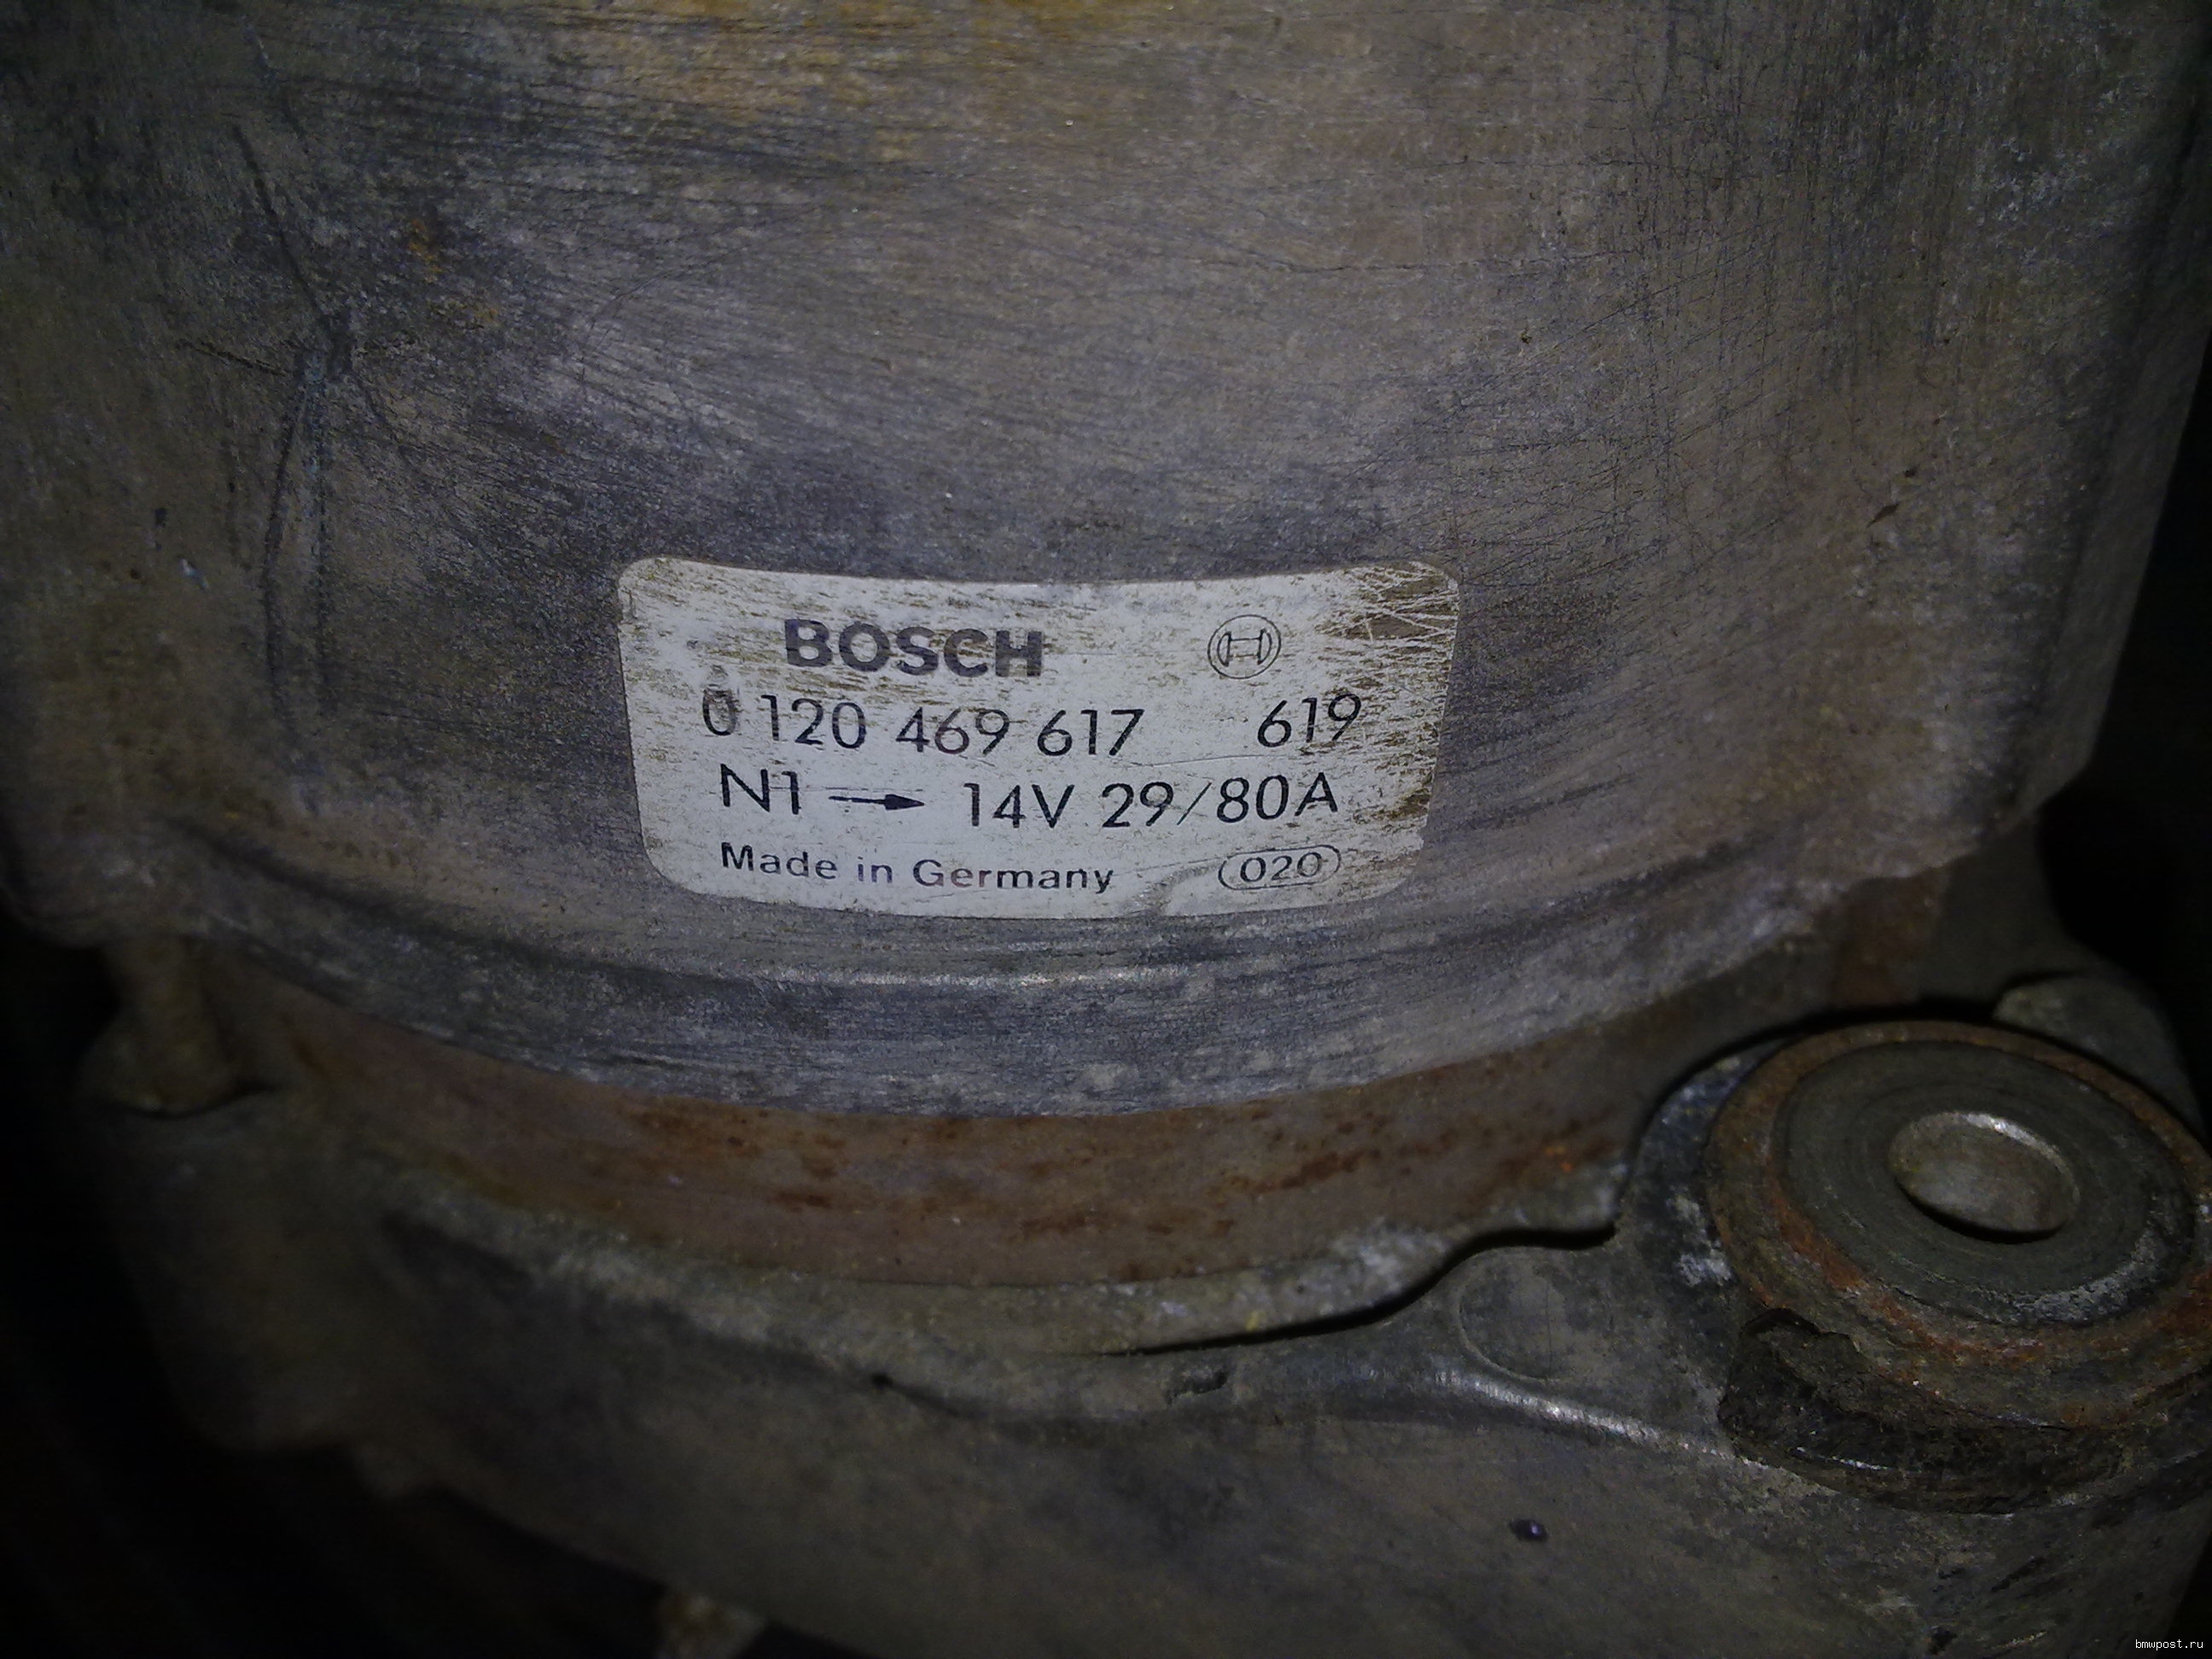 BOSCH
0 120 469 617 619
N1 → 14V 29/80A
Made in Germany 020
bmwpost.ru